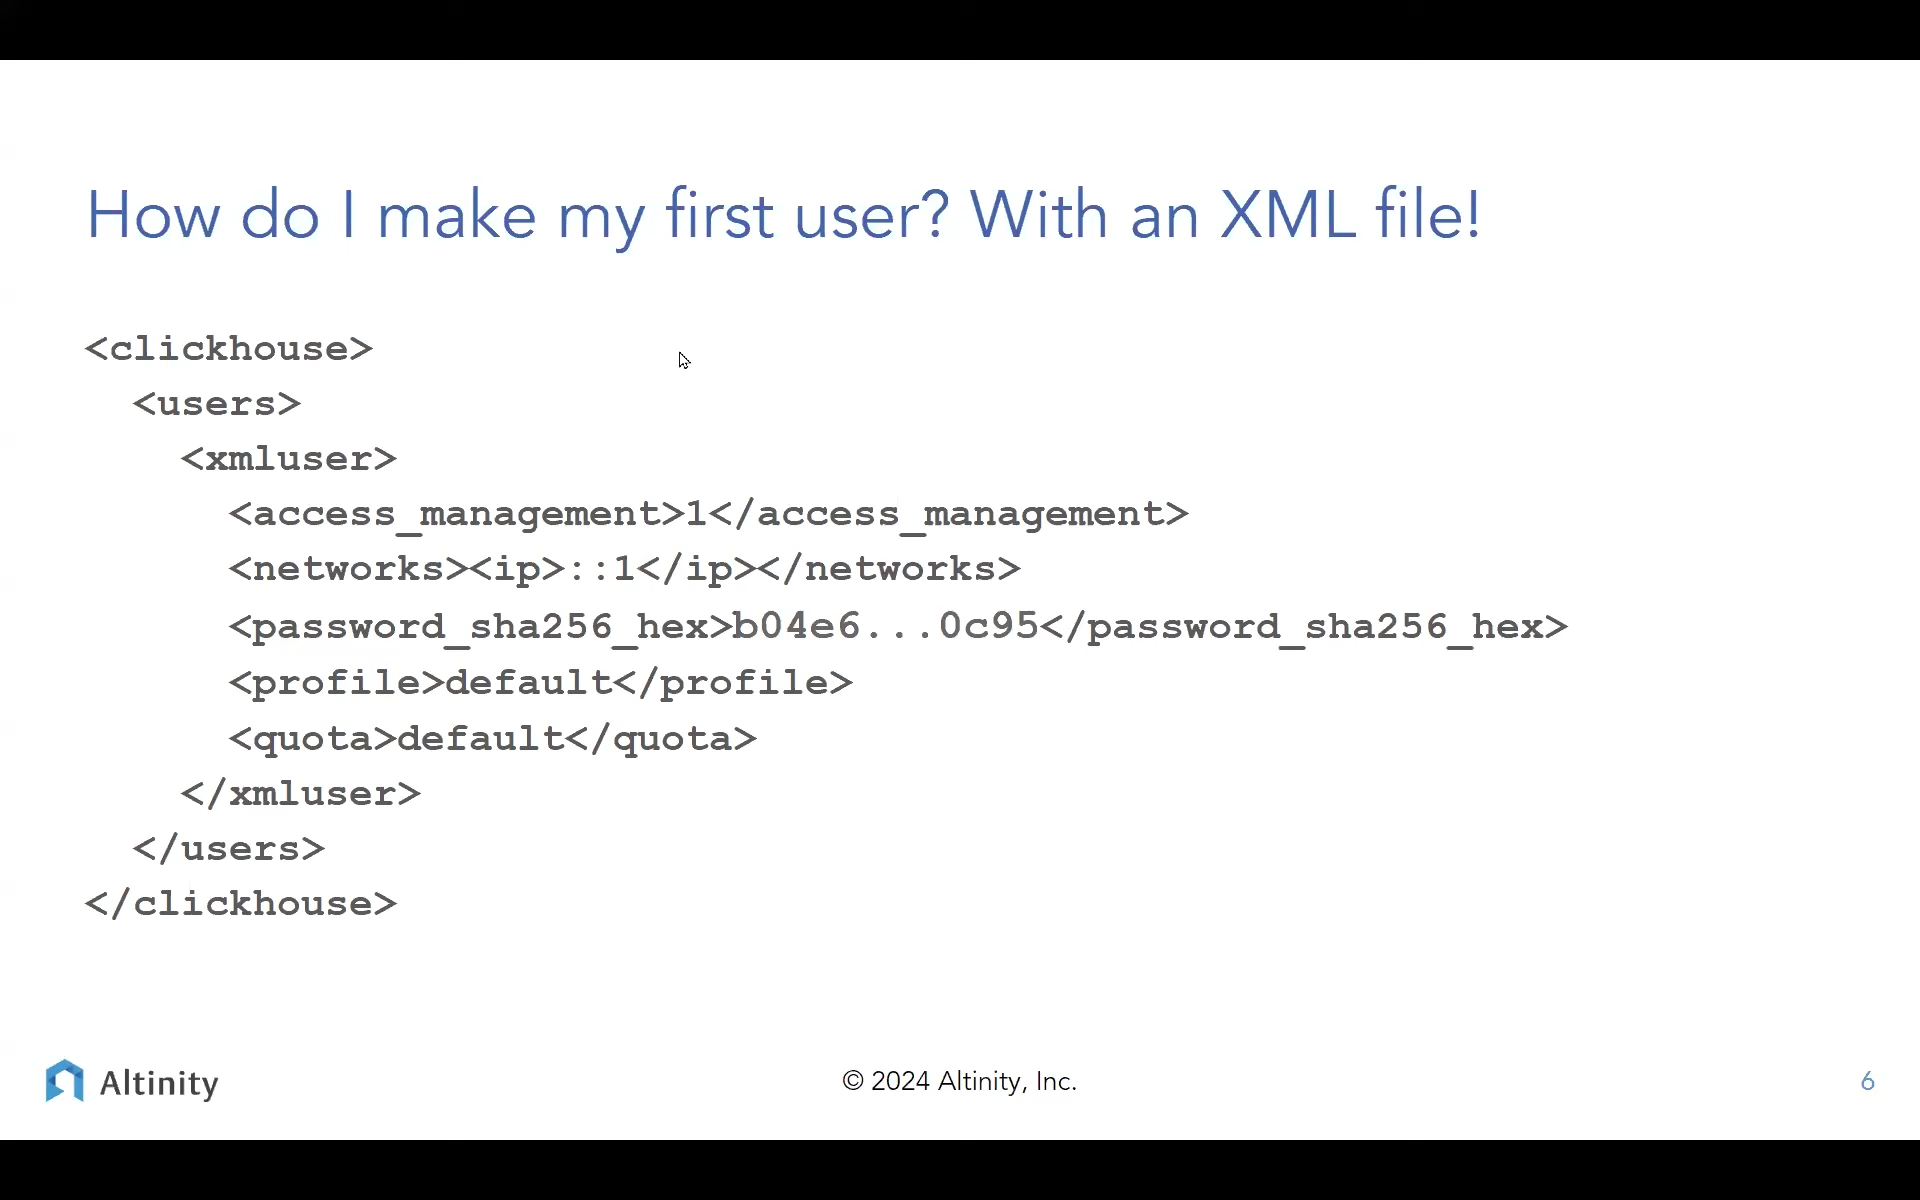 How do I make my first user? With an XML file!
<clickhouse>
<users>
<xmluser>
<access_management>1</access_management>
<networks><ip>::1</ip></networks>
<password_sha256_hex>b04e6...0c95</password_sha256_hex>
<profile>default</profile>
<quota>default</quota>
</xmluser>
</users>
</clickhouse>
Altinity
© 2024 Altinity, Inc.
6